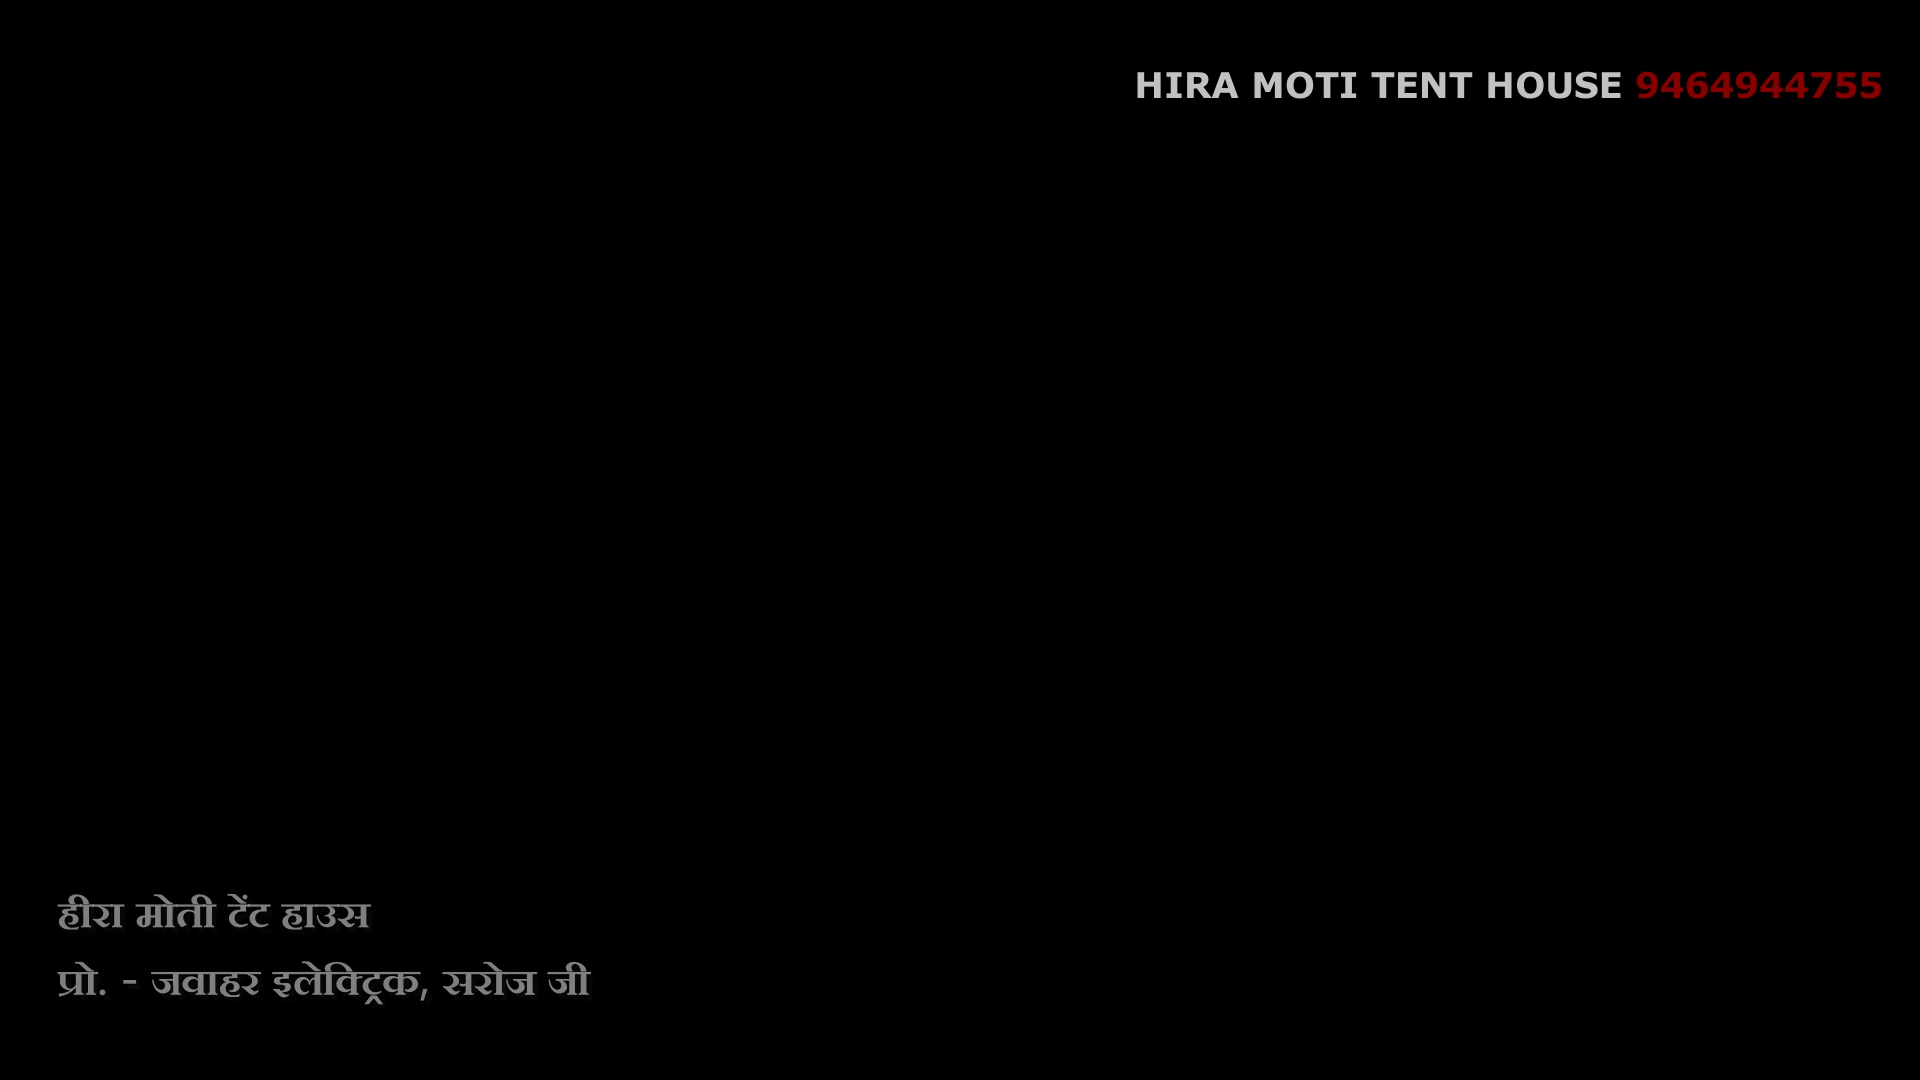 HIRA MOTI TENT HOUSE 9464944755
हीरा मोती टेंट हाउस
प्रो. - जवाहर इलेक्ट्रिक, सरोज जी